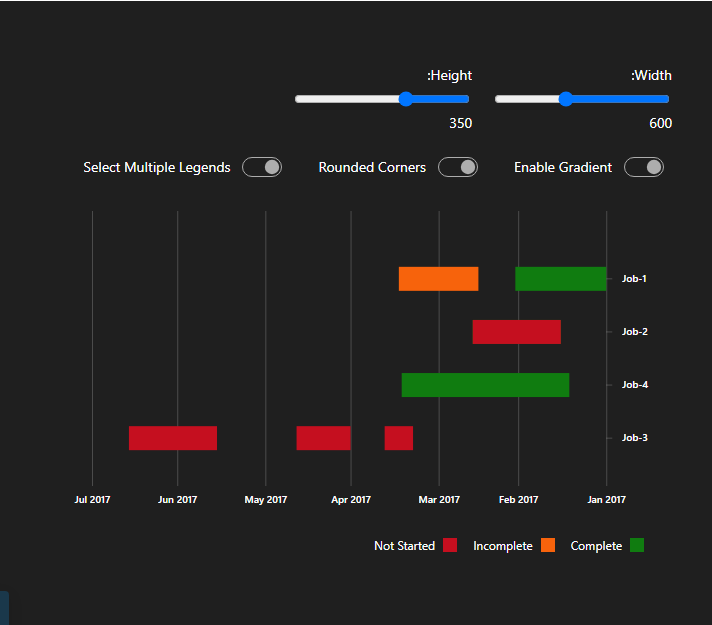 :Height
:Width
350
600
Select Multiple Legends
Rounded Corners
Enable Gradient
Job-1
Job-2
Job-4
Job-3
Jul 2017
Jun 2017
May 2017
Apr 2017
Mar 2017
Feb 2017
Jan 2017
Not Started
Incomplete
Complete